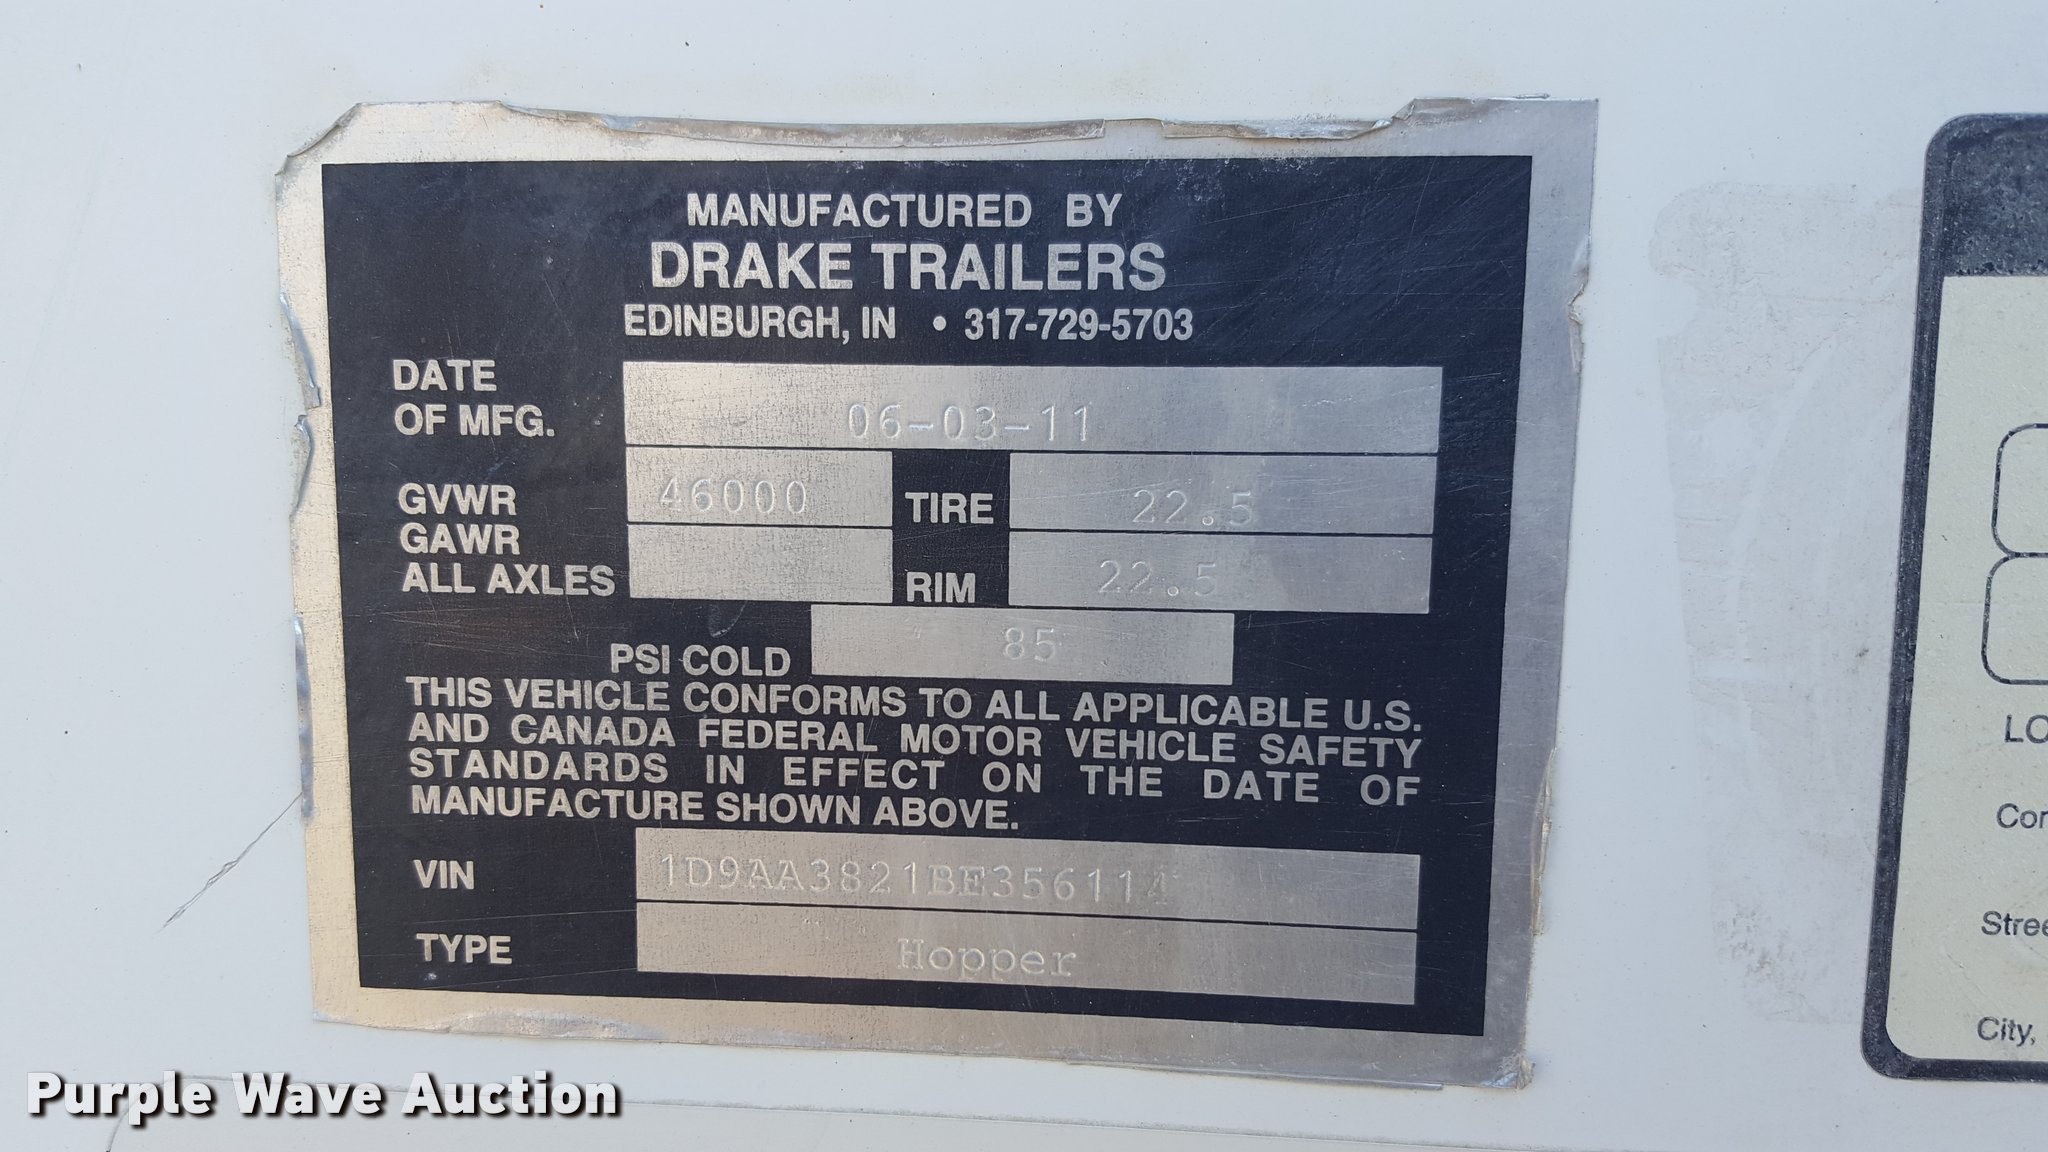 MANUFACTURED BY
DRAKE TRAILERS
EDINBURGH, IN • 317-729-5703
DATE
OF MFG.
06-03-11
GVWR
46000
TIRE
22.5
GAWR
ALL AXLES
RIM
22.5
PSI COLD
85
THIS VEHICLE CONFORMS TO ALL APPLICABLE U.S.
AND CANADA FEDERAL MOTOR VEHICLE SAFETY
STANDARDS IN EFFECT ON THE DATE OF
MANUFACTURE SHOWN ABOVE.
VIN
1D9AA3821BE356114
TYPE
Hopper
City,
Purple Wave Auction